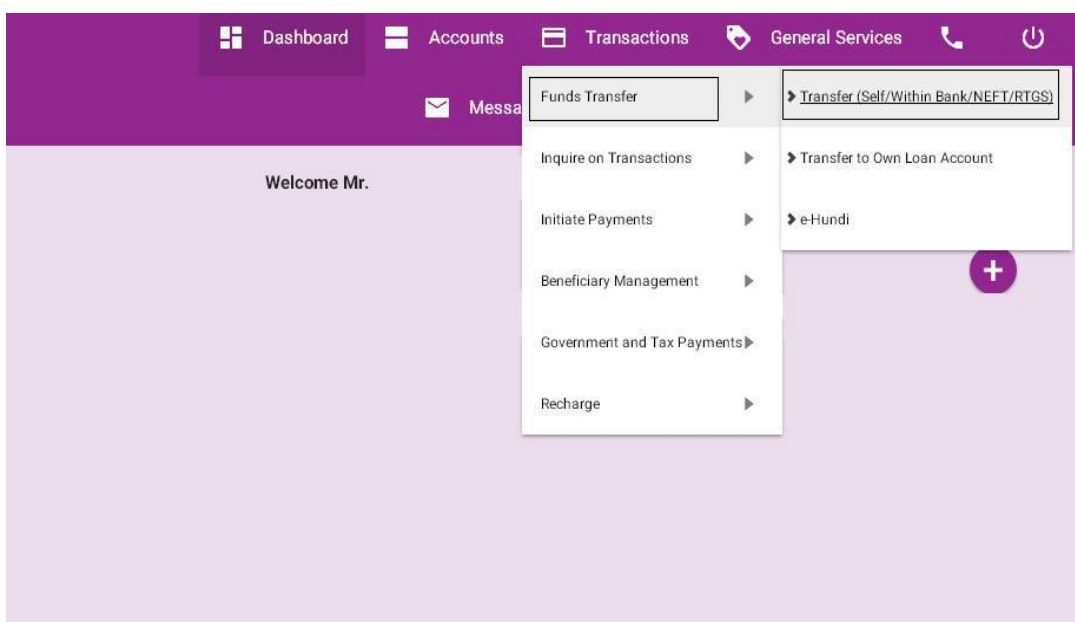 Dashboard
Accounts
Transactions
General Services
Messa
Funds Transfer
Transfer (Self/Within Bank/NEFT/RTGS)
Inquire on Transactions
Transfer to Own Loan Account
Welcome Mr.
Initiate Payments
e-Hundi
Beneficiary Management
Government and Tax Payments
Recharge